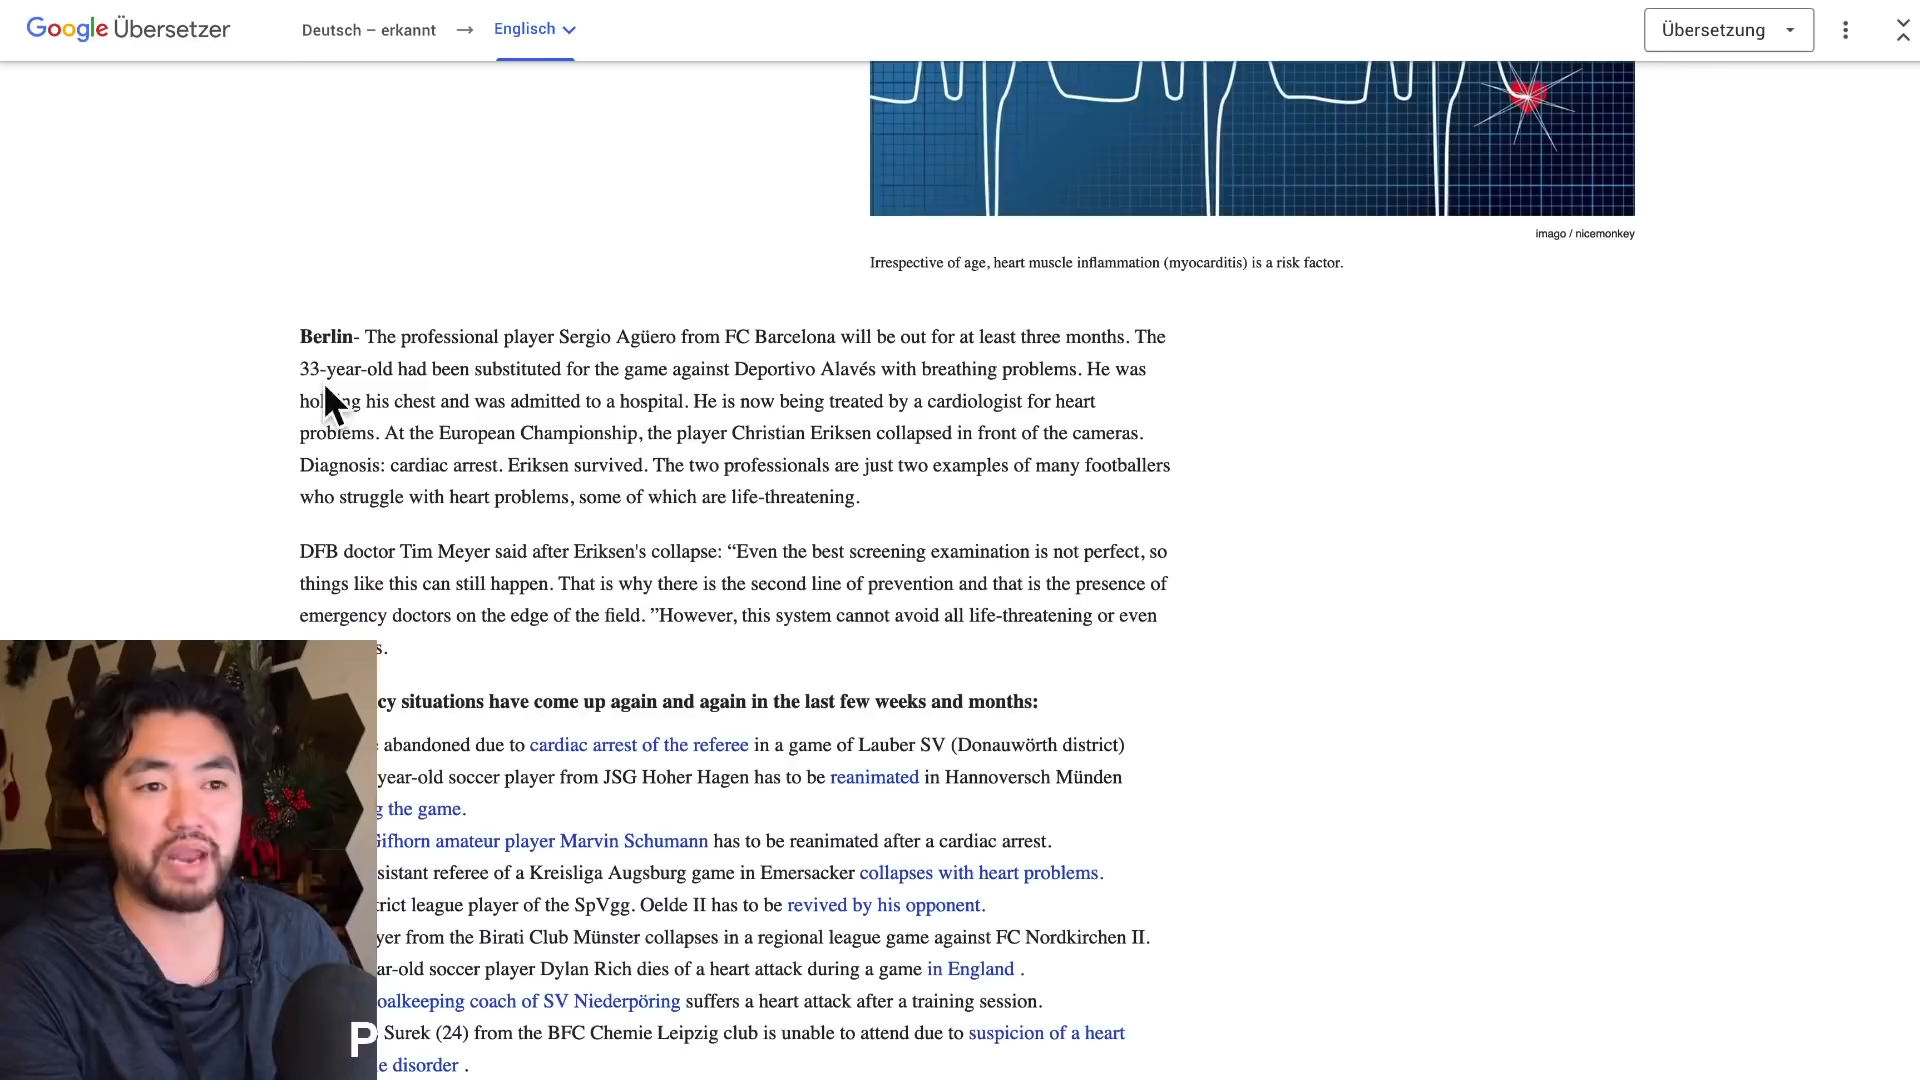 Google Übersetzer
Deutsch – erkannt → Englisch
Übersetzung
imago / nicemonkey
Irrespective of age, heart muscle inflammation (myocarditis) is a risk factor.
Berlin- The professional player Sergio Agüero from FC Barcelona will be out for at least three months. The
33-year-old had been substituted for the game against Deportivo Alavés with breathing problems. He was
his chest and was admitted to a hospital. He is now being treated by a cardiologist for heart
problems. At the European Championship, the player Christian Eriksen collapsed in front of the cameras.
Diagnosis: cardiac arrest. Eriksen survived. The two professionals are just two examples of many footballers
who struggle with heart problems, some of which are life-threatening.
DFB doctor Tim Meyer said after Eriksen's collapse: “Even the best screening examination is not perfect, so
things like this can still happen. That is why there is the second line of prevention and that is the presence of
emergency doctors on the edge of the field. ”However, this system cannot avoid all life-threatening or even
s.
cy situations have come up again and again in the last few weeks and months:
abandoned due to cardiac arrest of the referee in a game of Lauber SV (Donauwörth district)
year-old soccer player from JSG Hoher Hagen has to be reanimated in Hannoversch Münden
g the game.
Gifhorn amateur player Marvin Schumann has to be reanimated after a cardiac arrest.
sistant referee of a Kreisliga Augsburg game in Emersacker collapses with heart problems.
trict league player of the SpVgg. Oelde II has to be revived by his opponent.
yer from the Birati Club Münster collapses in a regional league game against FC Nordkirchen II.
ar-old soccer player Dylan Rich dies of a heart attack during a game in England .
oalkeeping coach of SV Niederpöring suffers a heart attack after a training session.
P Surek (24) from the BFC Chemie Leipzig club is unable to attend due to suspicion of a heart
e disorder .